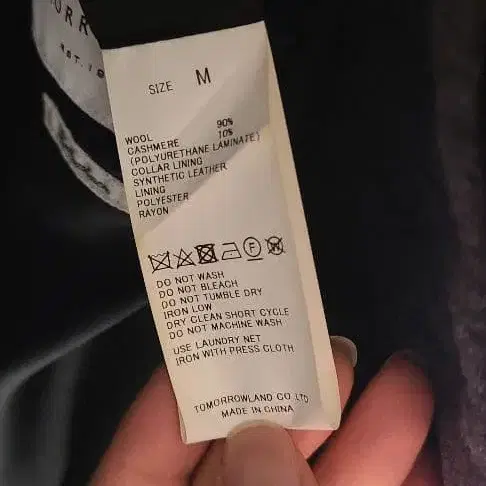 SIZE M
WOOL 90%
CASHMERE 10%
(POLYURETHANE LAMINATE)
COLLAR LINING
SYNTHETIC LEATHER
LINING
POLYESTER
RAYON
F
DO NOT WASH
DO NOT BLEACH
DO NOT TUMBLE DRY
IRON LOW
DRY CLEAN SHORT CYCLE
DO NOT MACHINE WASH
USE LAUNDRY NET
IRON WITH PRESS CLOTH
TOMORROWLAND CO LTD
MADE IN CHINA